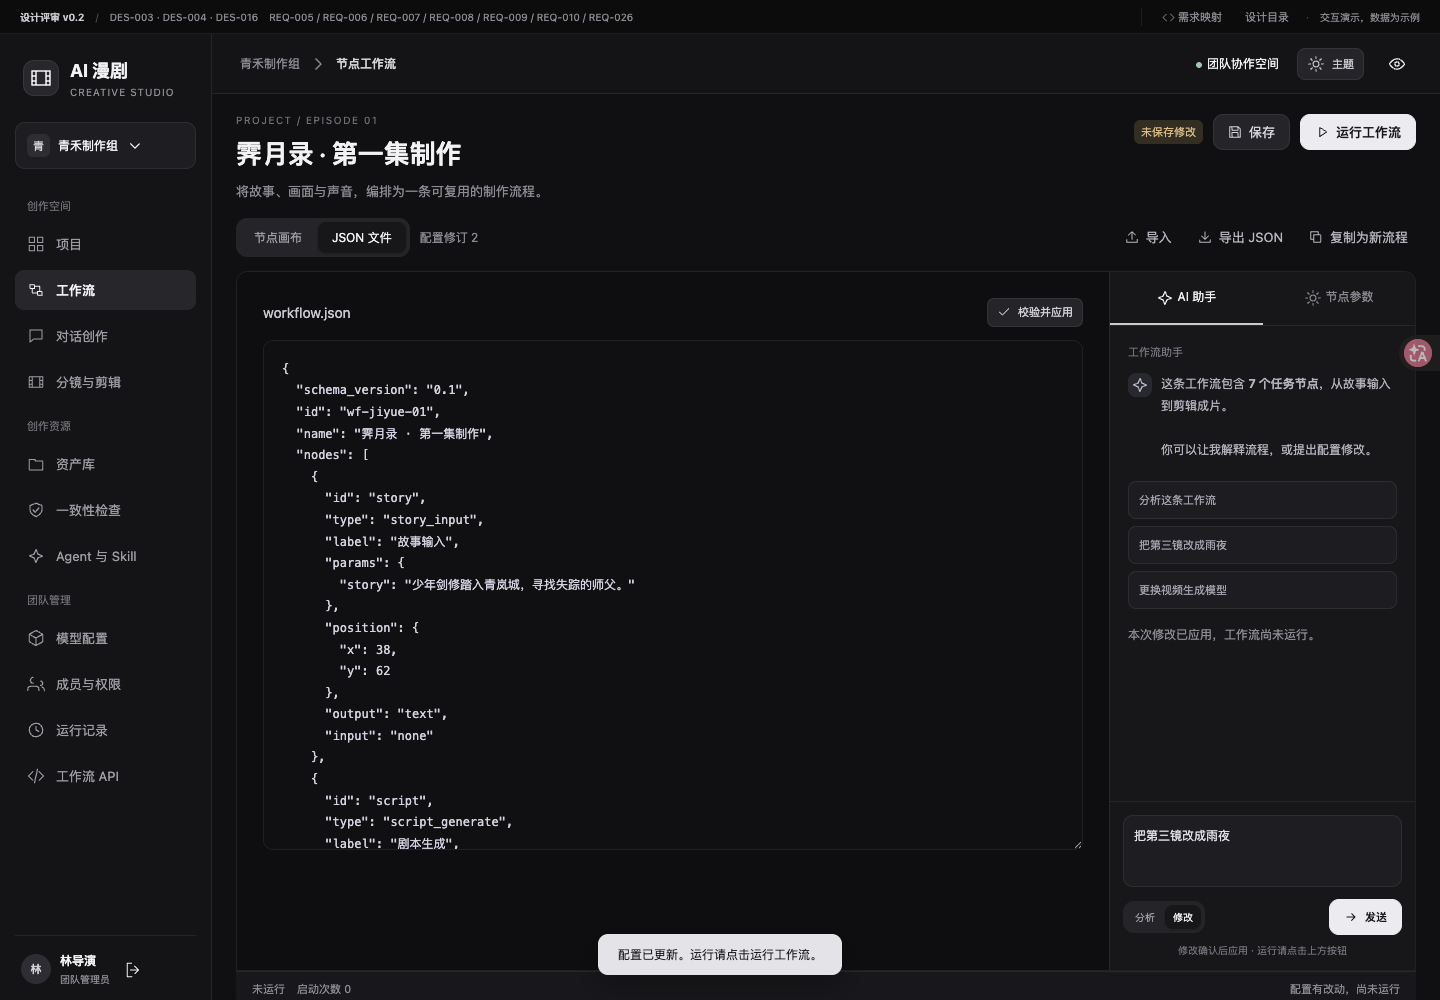 设计评审 v0.2 / DES-003 · DES-004 · DES-016 REQ-005 / REQ-006 / REQ-007 / REQ-008 / REQ-009 / REQ-010 / REQ-026
需求映射 设计目录 · 交互演示，数据为示例
AI 漫剧
CREATIVE STUDIO
青 青禾制作组
创作空间
项目
工作流
对话创作
分镜与剪辑
创作资源
资产库
一致性检查
Agent 与 Skill
团队管理
模型配置
成员与权限
运行记录
工作流 API
林 林导演
团队管理员
青禾制作组 节点工作流
团队协作空间 主题
PROJECT / EPISODE 01
霁月录 · 第一集制作
将故事、画面与声音，编排为一条可复用的制作流程。
未保存修改 保存 运行工作流
节点画布 JSON 文件 配置修订 2
导入 导出 JSON 复制为新流程
workflow.json
校验并应用
{
"schema_version": "0.1",
"id": "wf-jiyue-01",
"name": "霁月录 · 第一集制作",
"nodes": [
{
"id": "story",
"type": "story_input",
"label": "故事输入",
"params": {
"story": "少年剑修踏入青岚城，寻找失踪的师父。"
},
"position": {
"x": 38,
"y": 62
},
"output": "text",
"input": "none"
},
{
"id": "script",
"type": "script_generate",
"label": "剧本生成",
AI 助手 节点参数
工作流助手
这条工作流包含 7 个任务节点，从故事输入
到剪辑成片。
你可以让我解释流程，或提出配置修改。
分析这条工作流
把第三镜改成雨夜
更换视频生成模型
本次修改已应用，工作流尚未运行。
把第三镜改成雨夜
分析 修改 发送
修改确认后应用 · 运行请点击上方按钮
配置已更新。运行请点击运行工作流。
未运行 启动次数 0
配置有改动，尚未运行